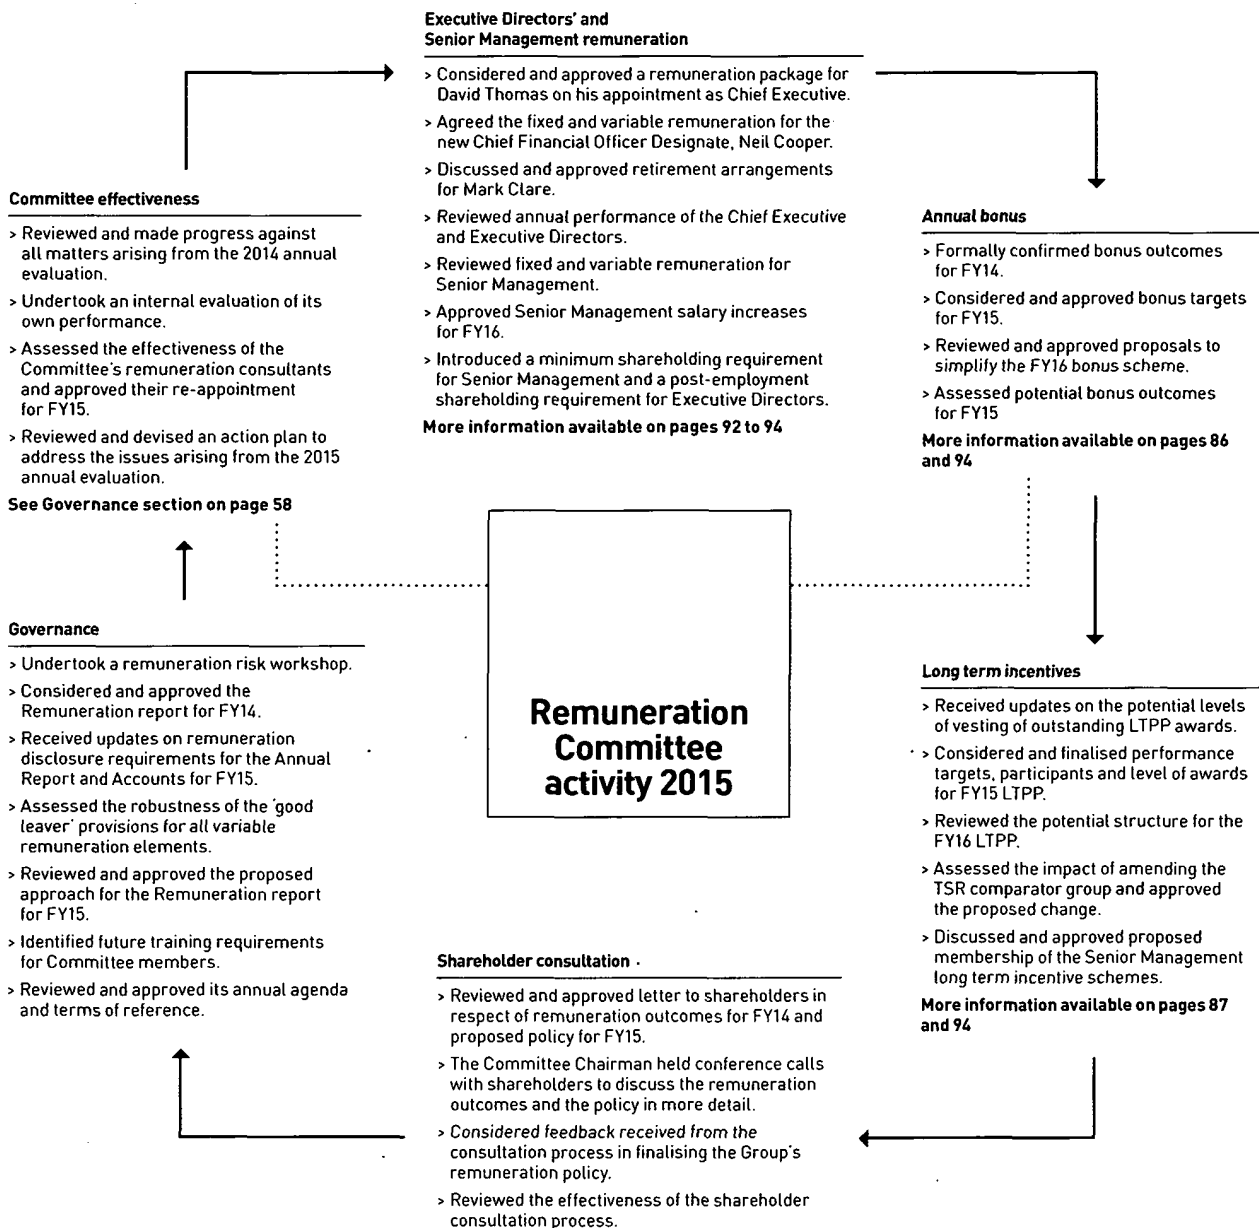 Executive Directors' and
Senior Management remuneration
> Considered and approved a remuneration package for
David Thomas on his appointment as Chief Executive.
> Agreed the fixed and variable remuneration for the
new Chief Financial Officer Designate, Neil Cooper.
> Discussed and approved retirement arrangements
for Mark Clare.
> Reviewed annual performance of the Chief Executive
and Executive Directors.
> Reviewed fixed and variable remuneration for
Senior Management.
> Approved Senior Management salary increases
for FY16.
> Introduced a minimum shareholding requirement
for Senior Management and a post-employment
shareholding requirement for Executive Directors.
More information available on pages 92 to 94
Annual bonus
> Formally confirmed bonus outcomes
for FY14.
> Considered and approved bonus targets
for FY15.
> Reviewed and approved proposals to
simplify the FY16 bonus scheme.
> Assessed potential bonus outcomes
for FY15
More information available on pages 86
and 94
Long term incentives
> Received updates on the potential levels
of vesting of outstanding LTPP awards.
> Considered and finalised performance
targets, participants and level of awards
for FY15 LTPP.
> Reviewed the potential structure for the
FY16 LTPP.
> Assessed the impact of amending the
TSR comparator group and approved
the proposed change.
> Discussed and approved proposed
membership of the Senior Management
long term incentive schemes.
More information available on pages 87
and 94
Shareholder consultation
> Reviewed and approved letter to shareholders in
respect of remuneration outcomes for FY14 and
proposed policy for FY15.
> The Committee Chairman held conference calls
with shareholders to discuss the remuneration
outcomes and the policy in more detail.
> Considered feedback received from the
consultation process in finalising the Group's
remuneration policy.
> Reviewed the effectiveness of the shareholder
consultation process.
Governance
> Undertook a remuneration risk workshop.
> Considered and approved the
Remuneration report for FY14.
> Received updates on remuneration
disclosure requirements for the Annual
Report and Accounts for FY15.
> Assessed the robustness of the 'good
leaver' provisions for all variable
remuneration elements.
> Reviewed and approved the proposed
approach for the Remuneration report
for FY15.
> Identified future training requirements
for Committee members.
> Reviewed and approved its annual agenda
and terms of reference.
Committee effectiveness
> Reviewed and made progress against
all matters arising from the 2014 annual
evaluation.
> Undertook an internal evaluation of its
own performance.
> Assessed the effectiveness of the
Committee's remuneration consultants
and approved their re-appointment
for FY15.
> Reviewed and devised an action plan to
address the issues arising from the 2015
annual evaluation.
See Governance section on page 58
Remuneration
Committee
activity 2015